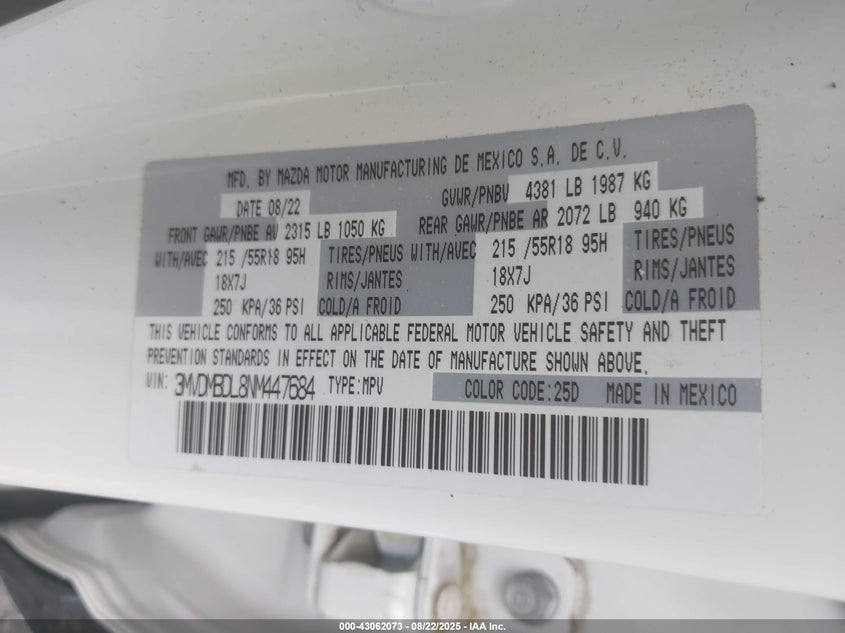 MFD. BY MAZDA MOTOR MANUFACTURING DE MEXICO S.A. DE C.V.
DATE 08/22 GVWR/PNBV 4381 LB 1987 KG
FRONT GAWR/PNBE AV 2315 LB 1050 KG REAR GAWR/PNBE AR 2072 LB 940 KG
WITH/AVEC 215 /55R18 95H TIRES/PNEUS WITH/AVEC 215 /55R18 95H TIRES/PNEUS
18X7J RIMS/JANTES 18X7J RIMS/JANTES
250 KPA/36 PSI COLD/A FROID 250 KPA/36 PSI COLD/A FROID
THIS VEHICLE CONFORMS TO ALL APPLICABLE FEDERAL MOTOR VEHICLE SAFETY AND THEFT
PREVENTION STANDARDS IN EFFECT ON THE DATE OF MANUFACTURE SHOWN ABOVE.
VIN: 3MVDMBDL8NM447684 TYPE:MPV COLOR CODE:25D MADE IN MEXICO
000-43062073 - 08/22/2025 - IAA Inc.